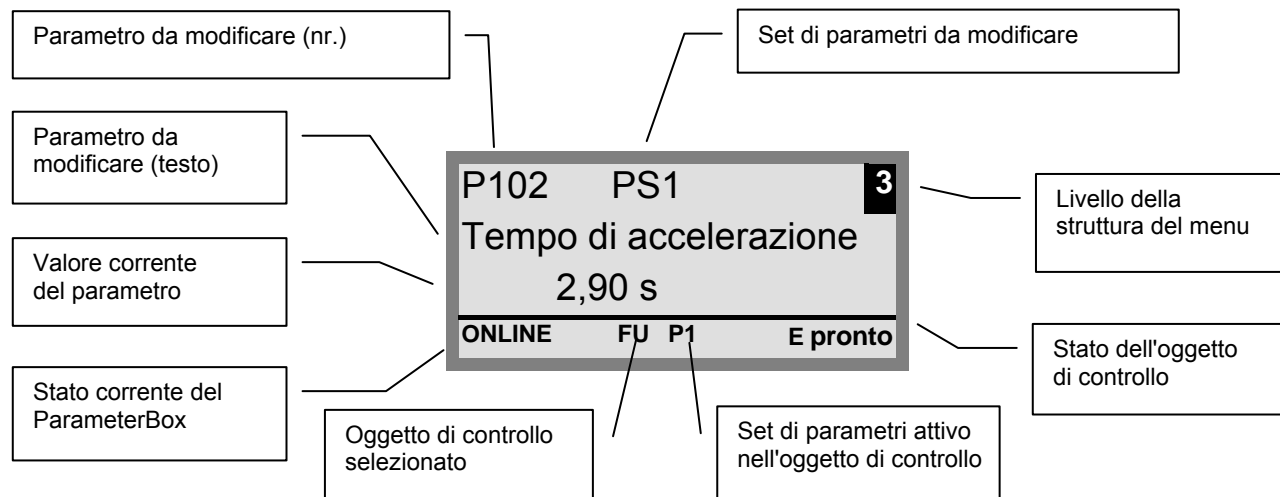 Parametro da modificare (nr.)
Set di parametri da modificare
Parametro da
modificare (testo)
P102 PS1 3
Tempo di accelerazione
2,90 s
ONLINE FU P1 E pronto
Livello della
struttura del menu
Valore corrente
del parametro
Stato dell'oggetto
di controllo
Stato corrente del
ParameterBox
Oggetto di controllo
selezionato
Set di parametri attivo
nell'oggetto di controllo